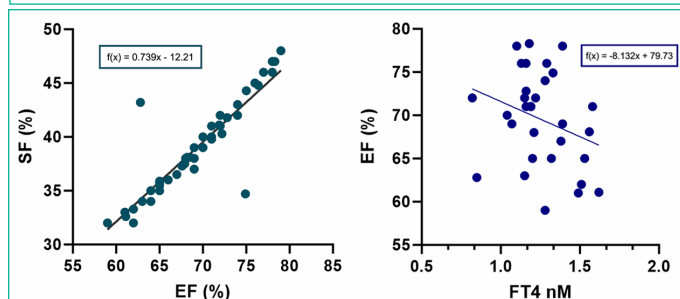 50
45
40
35
30
SF (%)
f(x) = 0.739x - 12.21
55 60 65 70 75 80 85
EF (%)
80
75
70
65
60
55
EF (%)
f(x) = -8.132x + 79.73
0.5 1.0 1.5 2.0
FT4 nM